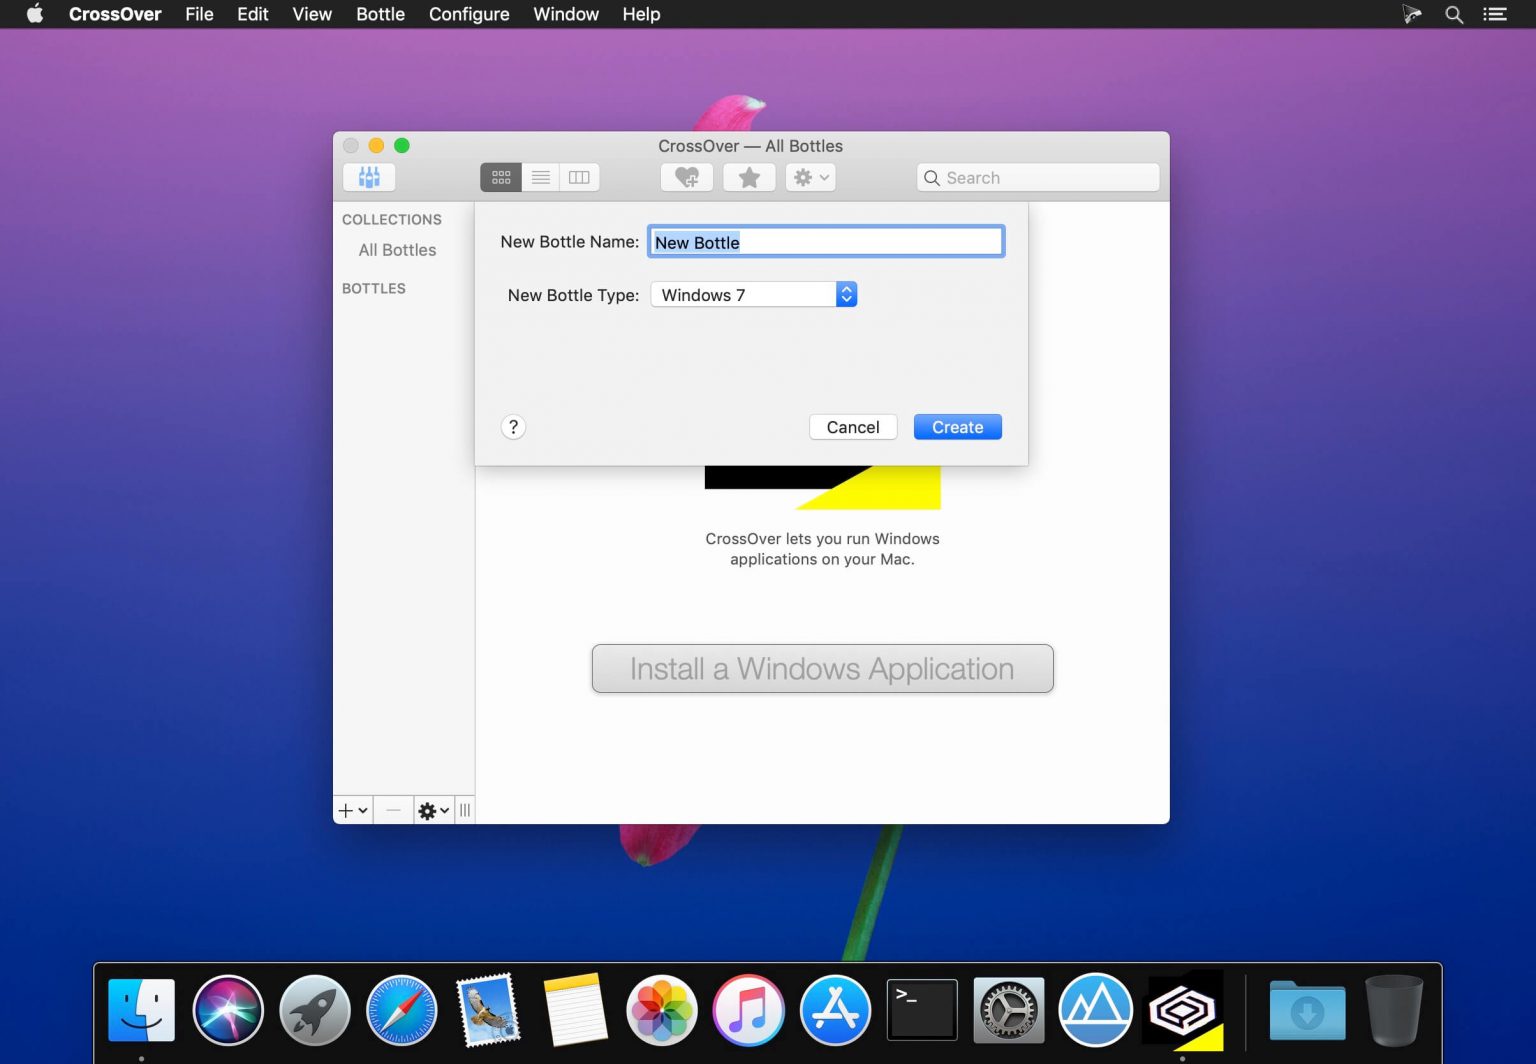 CrossOver File Edit View Bottle Configure Window Help
CrossOver — All Bottles
Search
COLLECTIONS
All Bottles
BOTTLES
New Bottle Name: New Bottle
New Bottle Type: Windows 7
? Cancel Create
CrossOver lets you run Windows
applications on your Mac.
Install a Windows Application
>_